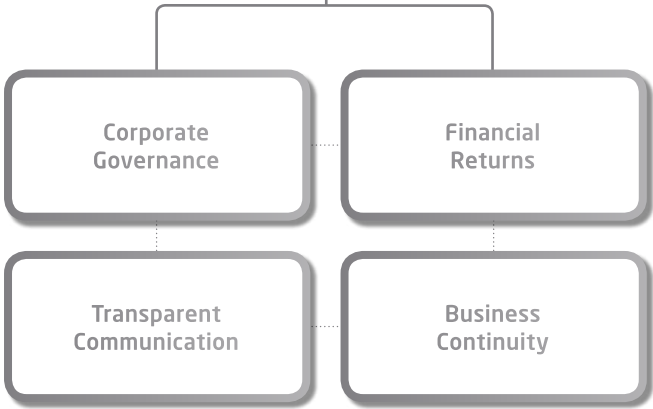 Corporate
Governance
Financial
Returns
Transparent
Communication
Business
Continuity